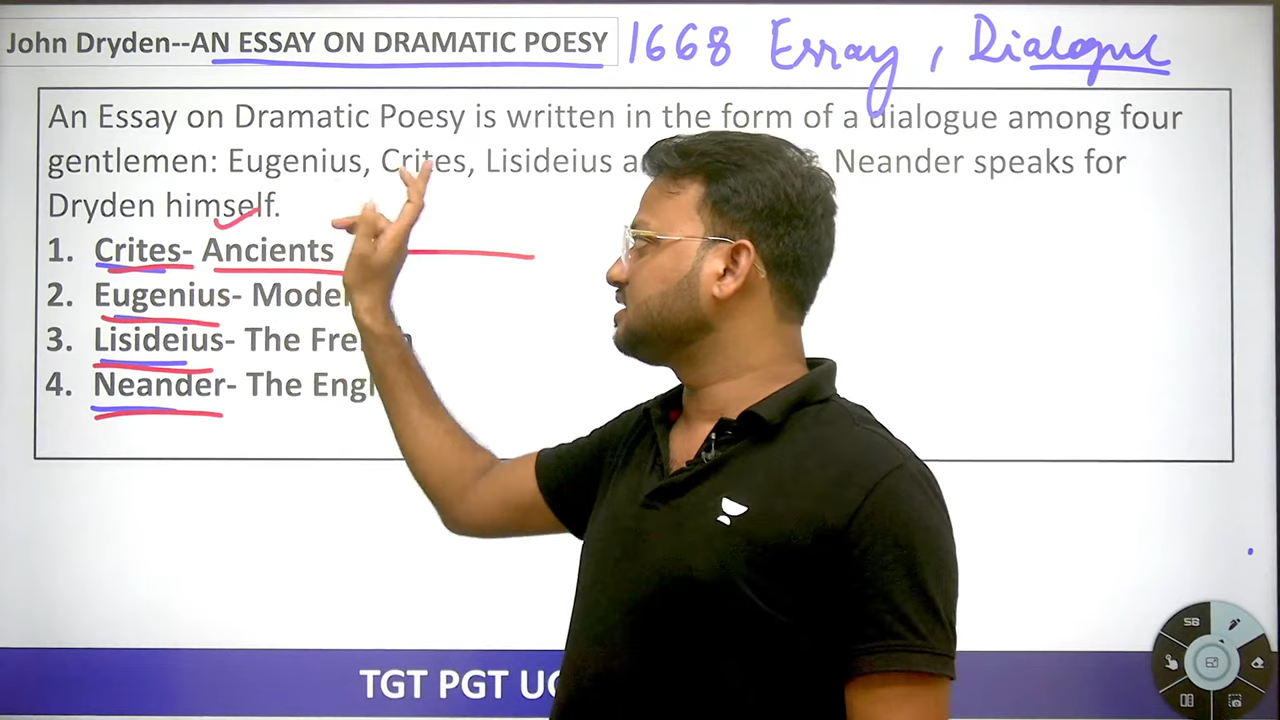 John Dryden--AN ESSAY ON DRAMATIC POESY 1668 Essay, Dialogue
An Essay on Dramatic Poesy is written in the form of a dialogue among four
gentlemen: Eugenius, Crites, Lisideius Neander speaks for
Dryden himself.
1. Crites- Ancients
2. Eugenius- Moder
3. Lisideius- The Fre
4. Neander- The Engl
TGT PGT
SB